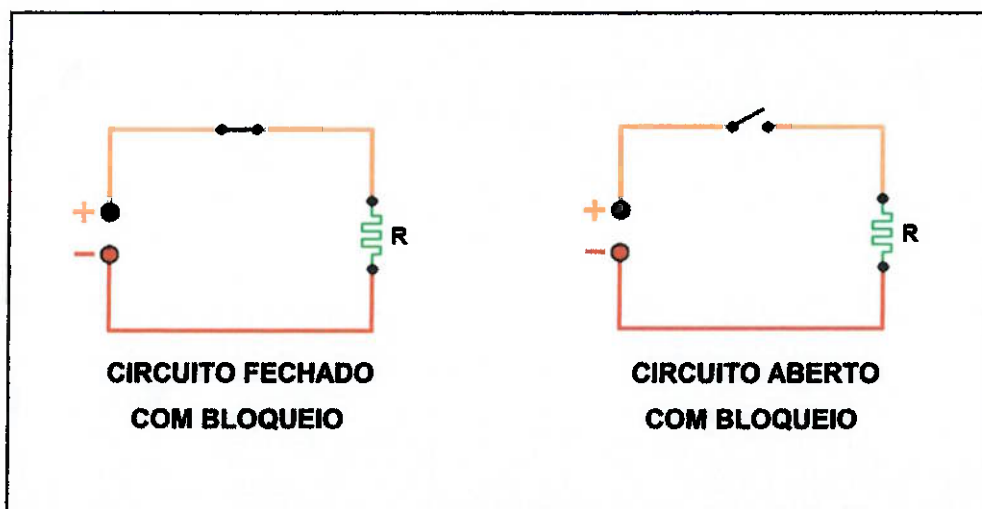 +
−
R
CIRCUITO FECHADO
COM BLOQUEIO
+
−
R
CIRCUITO ABERTO
COM BLOQUEIO